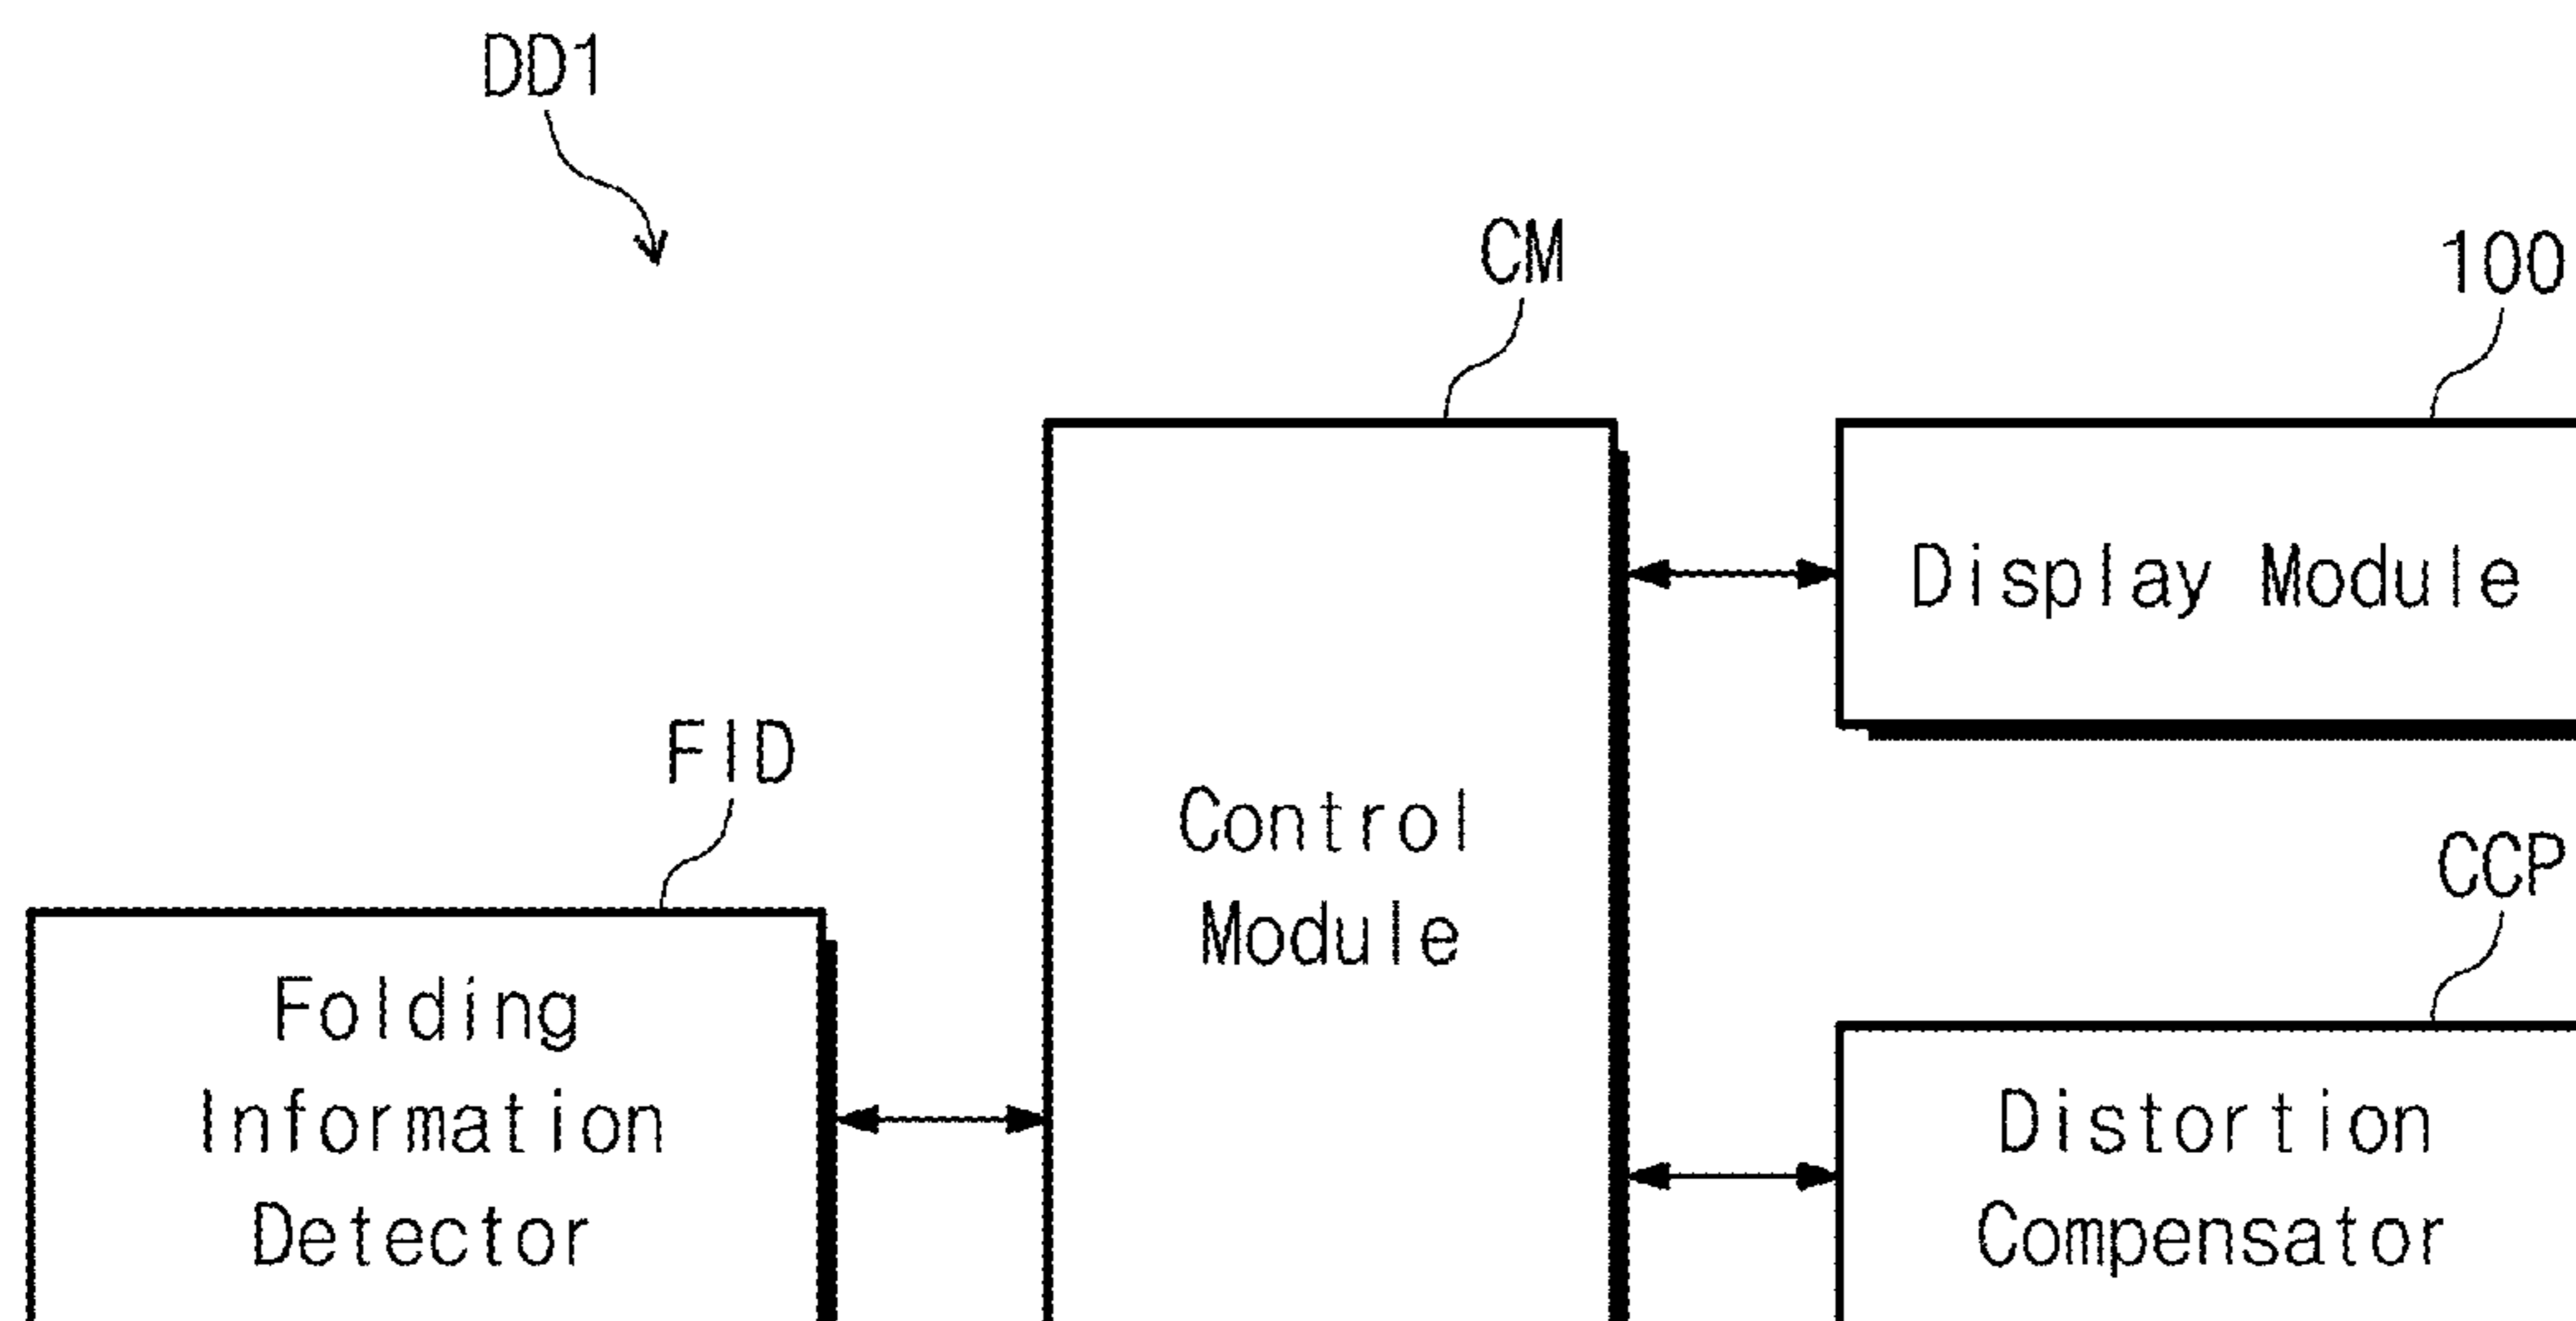 DD1
CM
100
Display Module
FID
Control
Module
CCP
Folding
Information
Detector
Distortion
Compensator